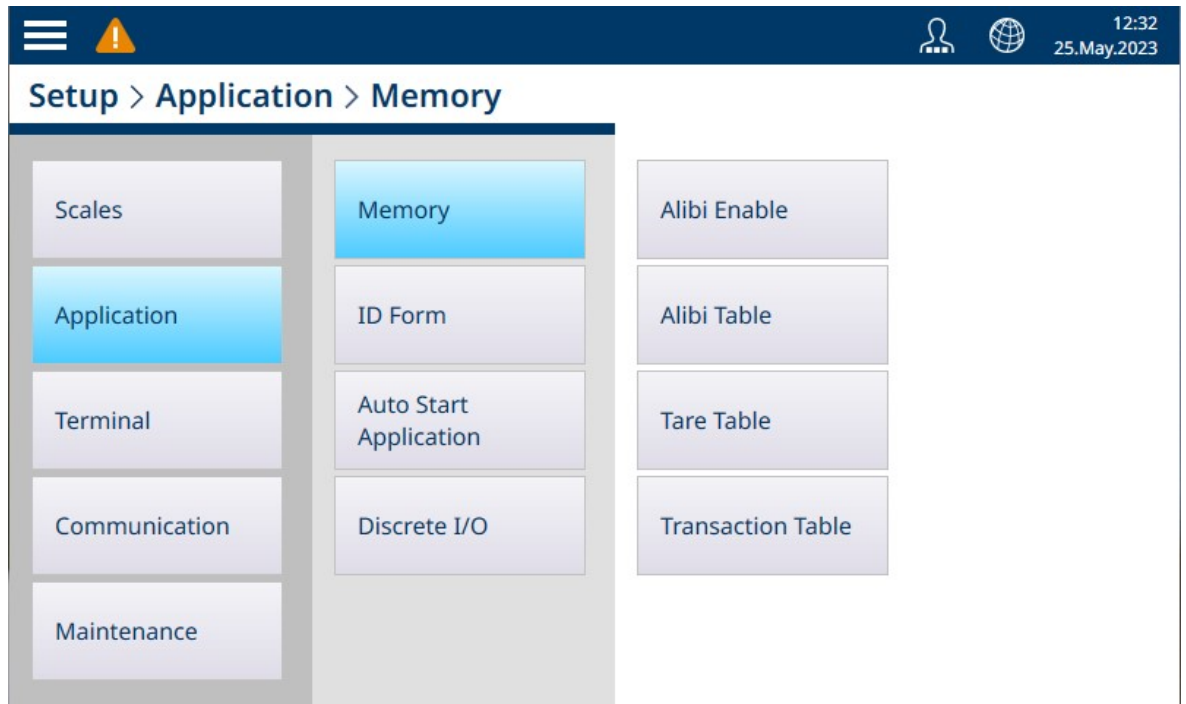 12:32
25.May.2023
Setup > Application > Memory
Scales
Memory
Alibi Enable
Application
ID Form
Alibi Table
Terminal
Auto Start
Application
Tare Table
Communication
Discrete I/O
Transaction Table
Maintenance